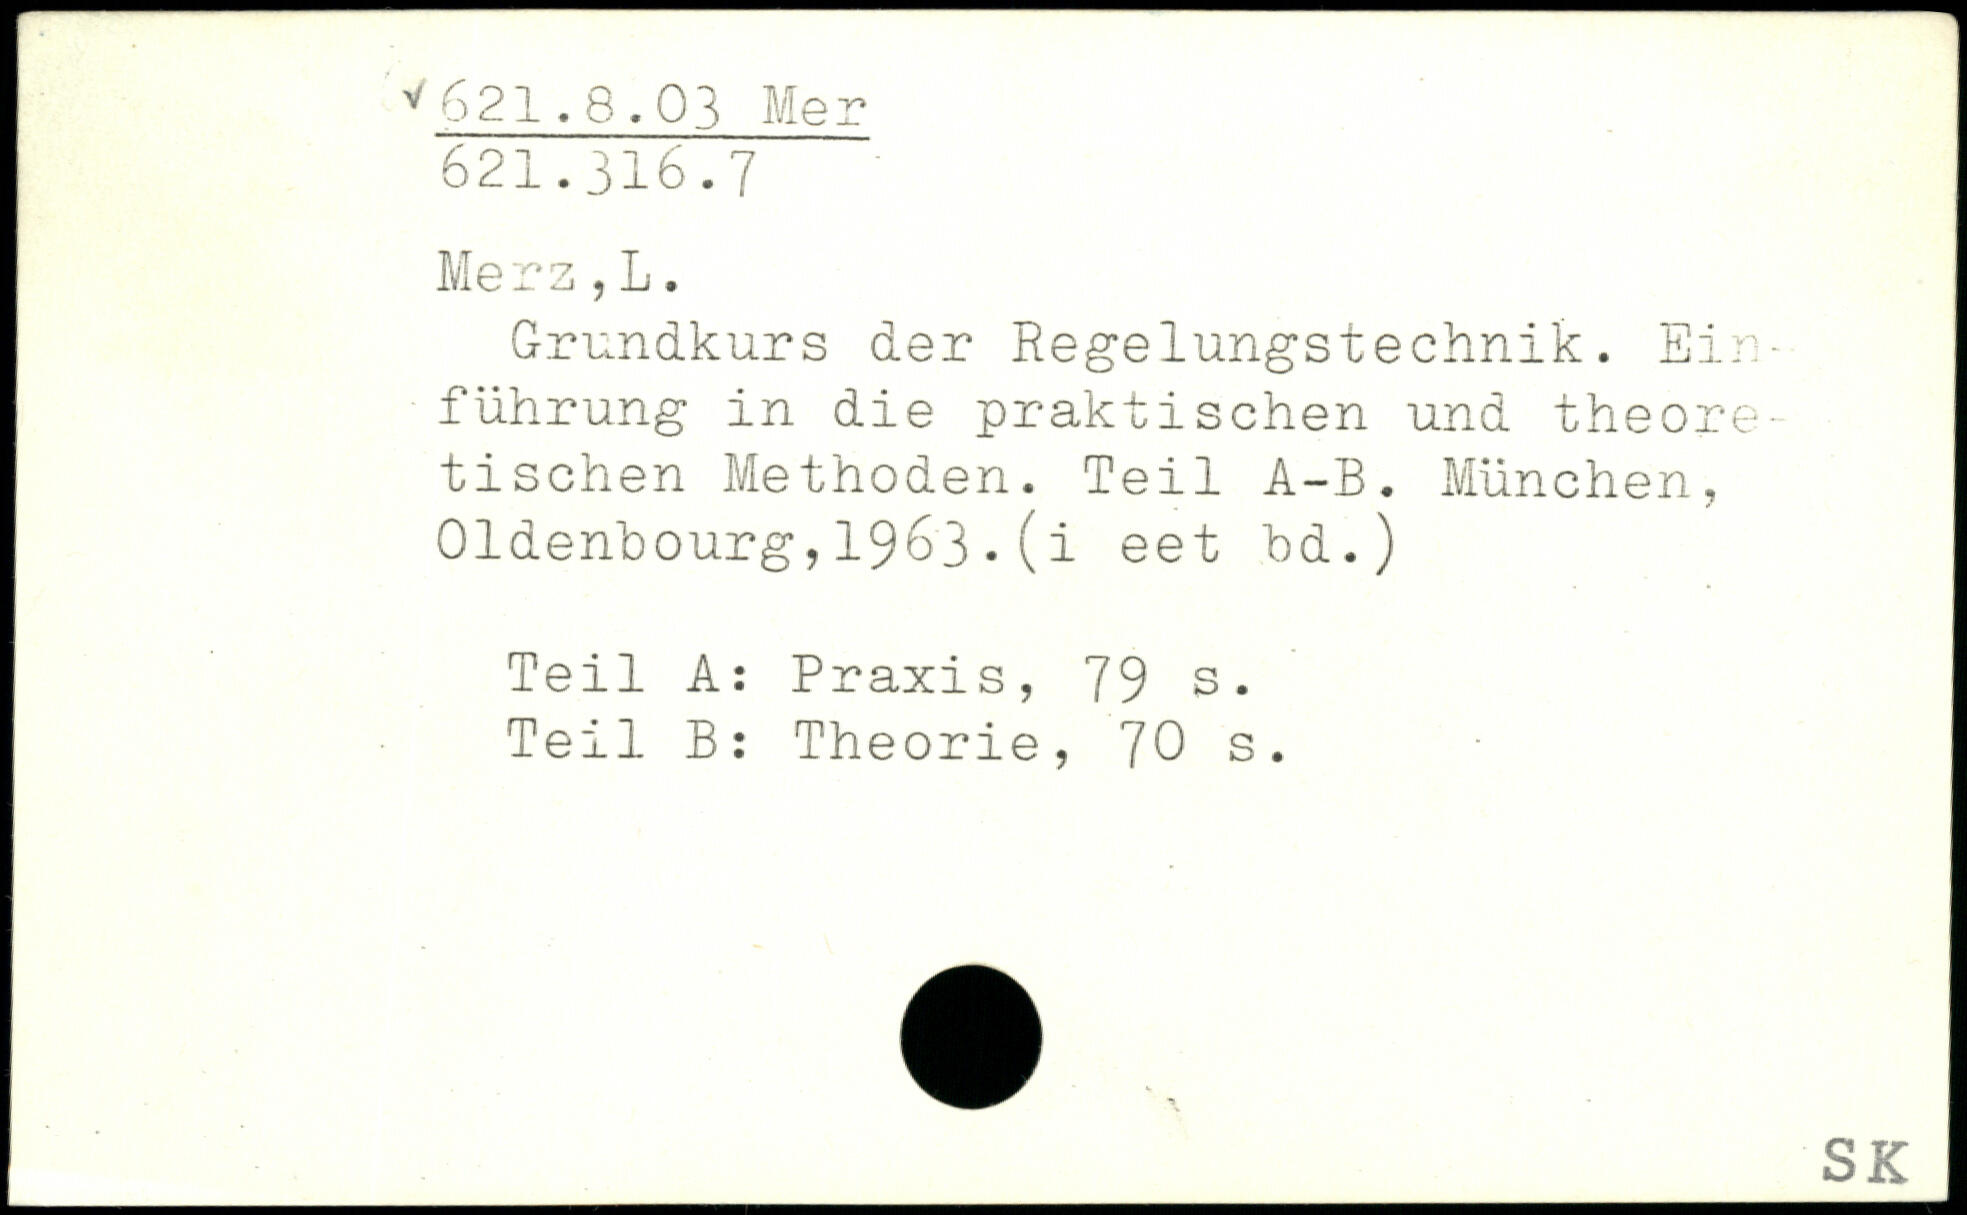 √621.8.03 Mer
621.316.7
Merz,L.
Grundkurs der Regelungstechnik. Ein-
führung in die praktischen und theore-
tischen Methoden. Teil A-B. München,
Oldenbourg,1963.(i eet bd.)
Teil A: Praxis, 79 s.
Teil B: Theorie, 70 s.
SK